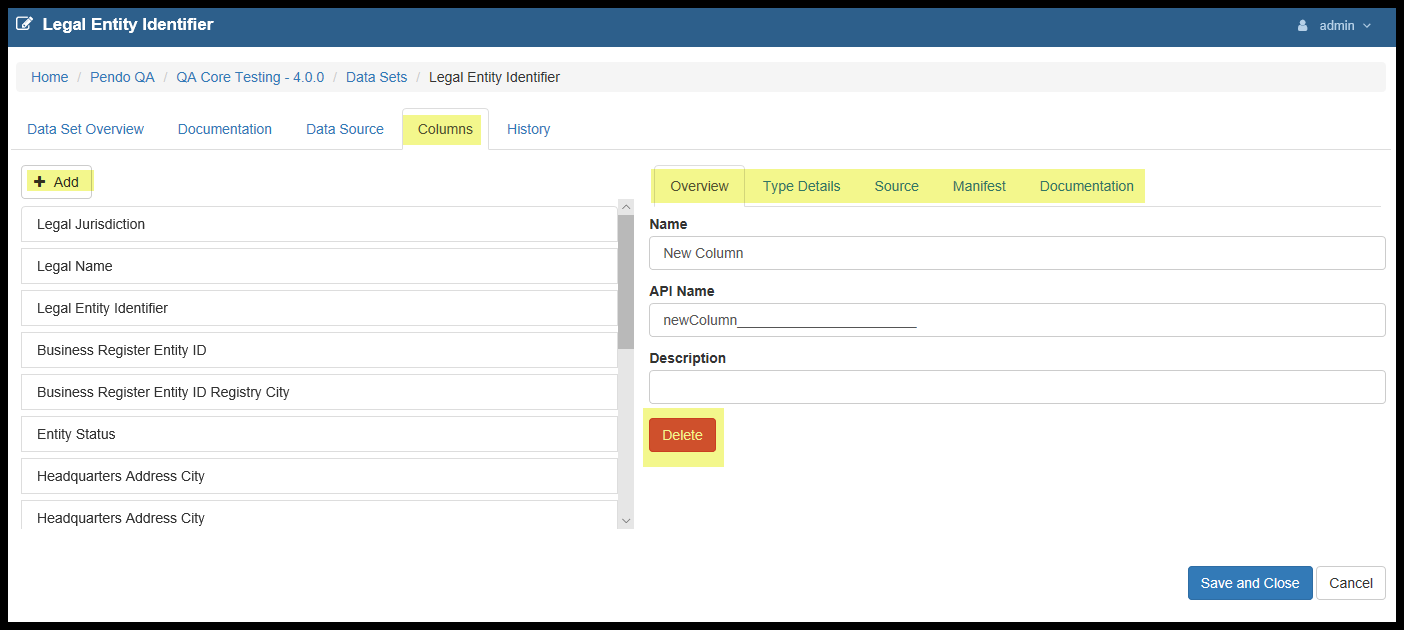 Legal Entity Identifier
admin
Home / Pendo QA / QA Core Testing - 4.0.0 / Data Sets / Legal Entity Identifier
Data Set Overview Documentation Data Source Columns History
+ Add
Legal Jurisdiction
Legal Name
Legal Entity Identifier
Business Register Entity ID
Business Register Entity ID Registry City
Entity Status
Headquarters Address City
Headquarters Address City
Overview Type Details Source Manifest Documentation
Name
New Column
API Name
newColumn_______________________
Description
Delete
Save and Close Cancel